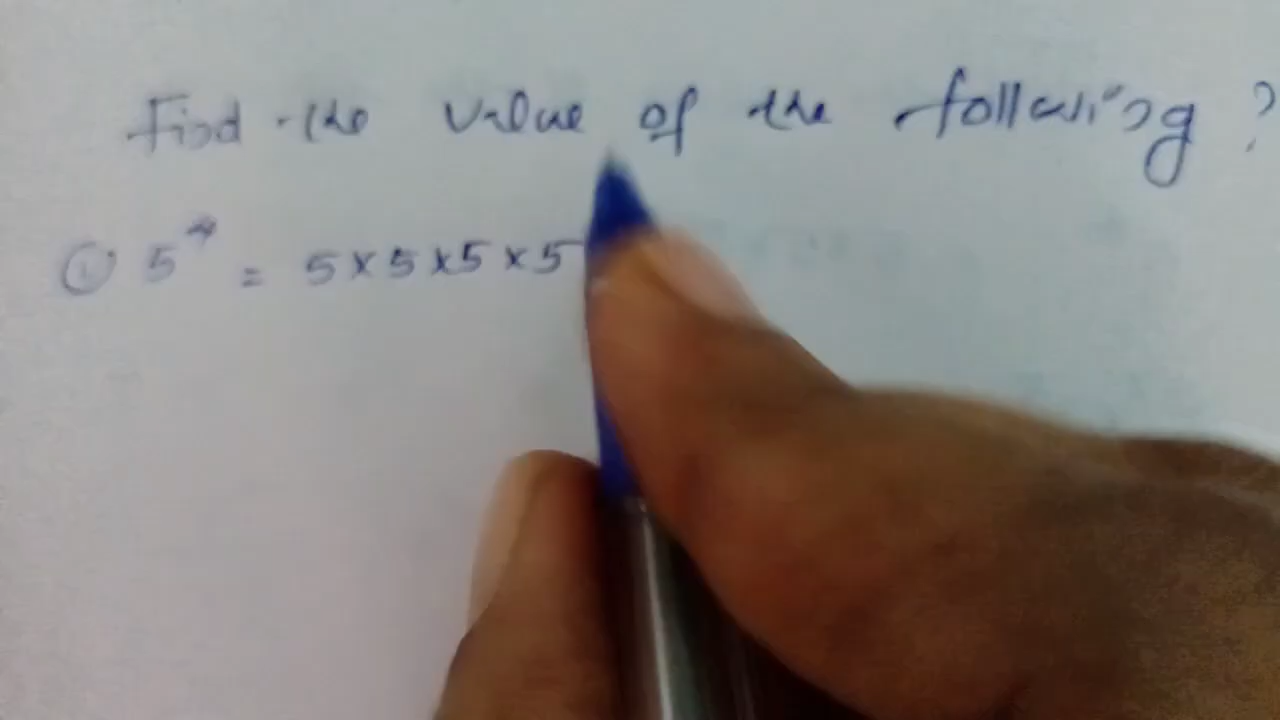 Find the value of the following ?
① 5⁴ = 5×5×5×5